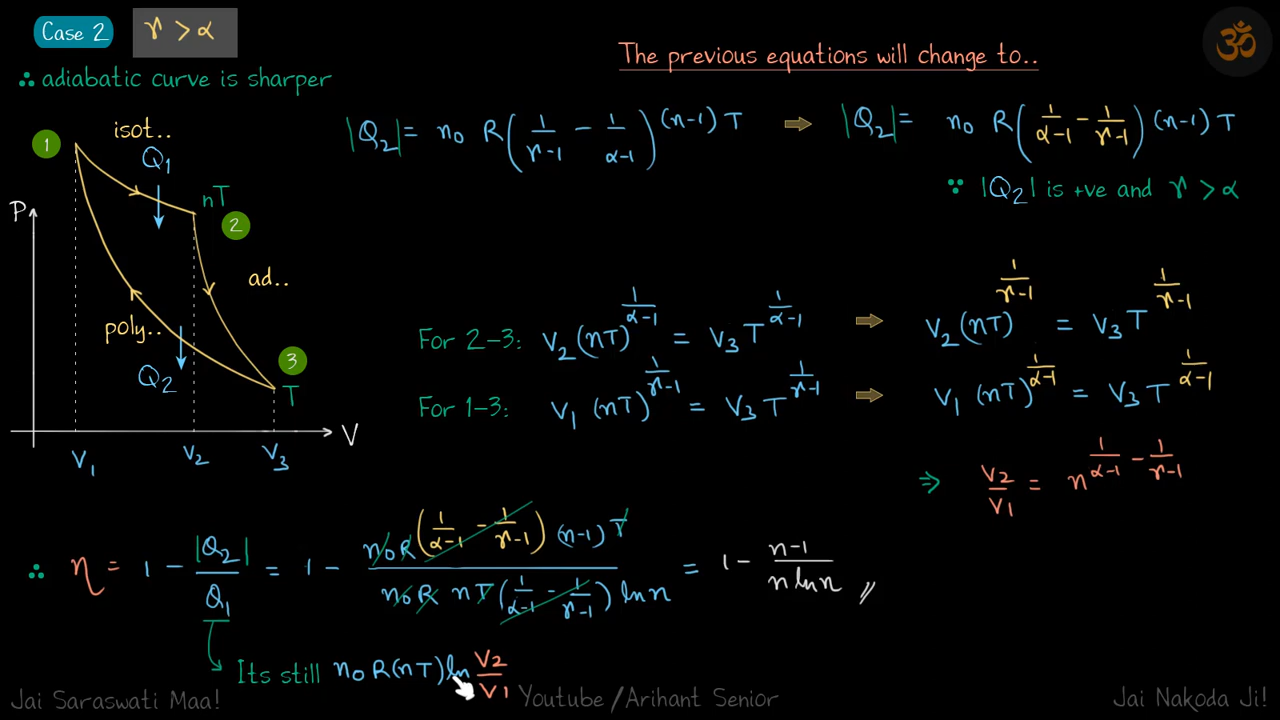 Case 2 γ > α
∴ adiabatic curve is sharper
The previous equations will change to..
ॐ
|Q₂| = n₀ R(1/γ-1 - 1/α-1)(n-1) T ⇨ |Q₂| = n₀ R(1/α-1 - 1/γ-1)(n-1) T
∵ |Q₂| is +ve and γ > α
1
isot..
Q₁
nT
2
P
ad..
poly..
Q₂
3
T
V
V₁ V₂ V₃
For 2-3: V₂(nT)^(1/α-1) = V₃T^(1/α-1) ⇨ V₂(nT)^(1/γ-1) = V₃T^(1/γ-1)
For 1-3: V₁(nT)^(1/γ-1) = V₃T^(1/γ-1) ⇨ V₁(nT)^(1/α-1) = V₃T^(1/α-1)
⇒ V₂/V₁ = n^(1/α-1 - 1/γ-1)
∴ η = 1 - |Q₂|/Q₁ = 1 - n₀R(1/α-1 - 1/γ-1)(n-1)T / n₀R nT(1/α-1 - 1/γ-1) ln n = 1 - n-1/n ln n //
Its still n₀R(nT) ln V₂/V₁
Jai Saraswati Maa! Youtube /Arihant Senior Jai Nakoda Ji!